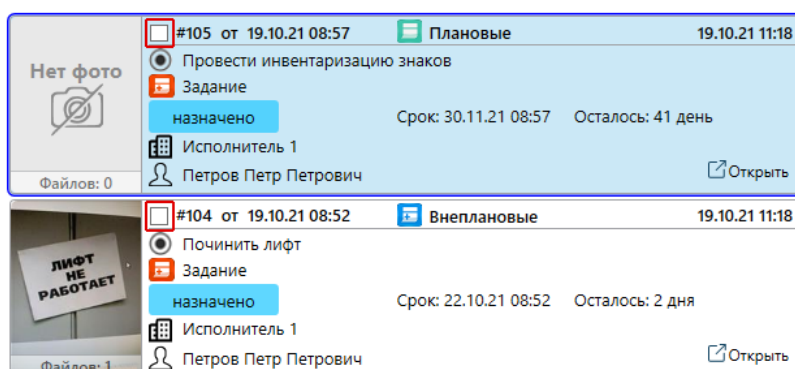 #105 от 19.10.21 08:57 Плановые 19.10.21 11:18
Нет фото
Провести инвентаризацию знаков
Задание
назначено Срок: 30.11.21 08:57 Осталось: 41 день
Исполнитель 1
Файлов: 0 Петров Петр Петрович Открыть
#104 от 19.10.21 08:52 Внеплановые 19.10.21 11:18
Починить лифт
ЛИФТ
НЕ
РАБОТАЕТ
Задание
назначено Срок: 22.10.21 08:52 Осталось: 2 дня
Исполнитель 1
Файлов: 1 Петров Петр Петрович Открыть